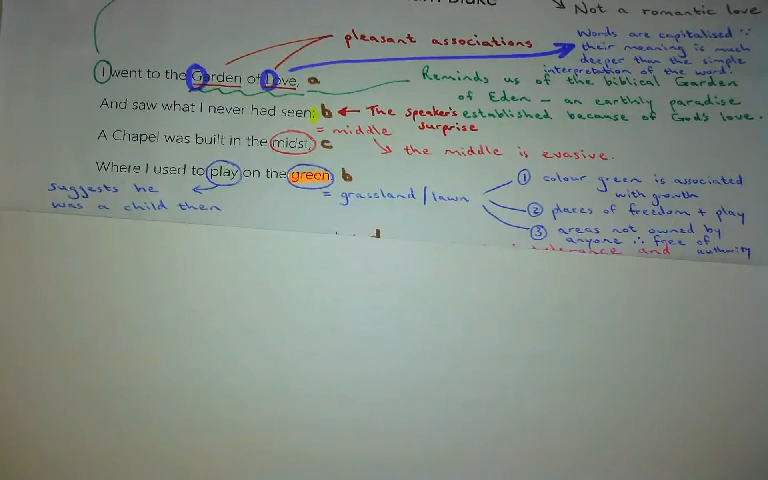 Not a romantic love
pleasant associations
Words are capitalised ∵
their meaning is much
deeper than the simple
interpretation of the word.
I went to the Garden of Love, a
Reminds us of the biblical Garden
of Eden – an earthly paradise
established because of God's love.
And saw what I never had seen; b ← The speaker's
surprise
= middle
A Chapel was built in the midst, c
the middle is evasive.
Where I used to play on the green, b
suggests he
was a child then
= grassland / lawn
① colour green is associated
with growth
② places of freedom + play
③ areas not owned by
anyone ∴ free of
authority
and